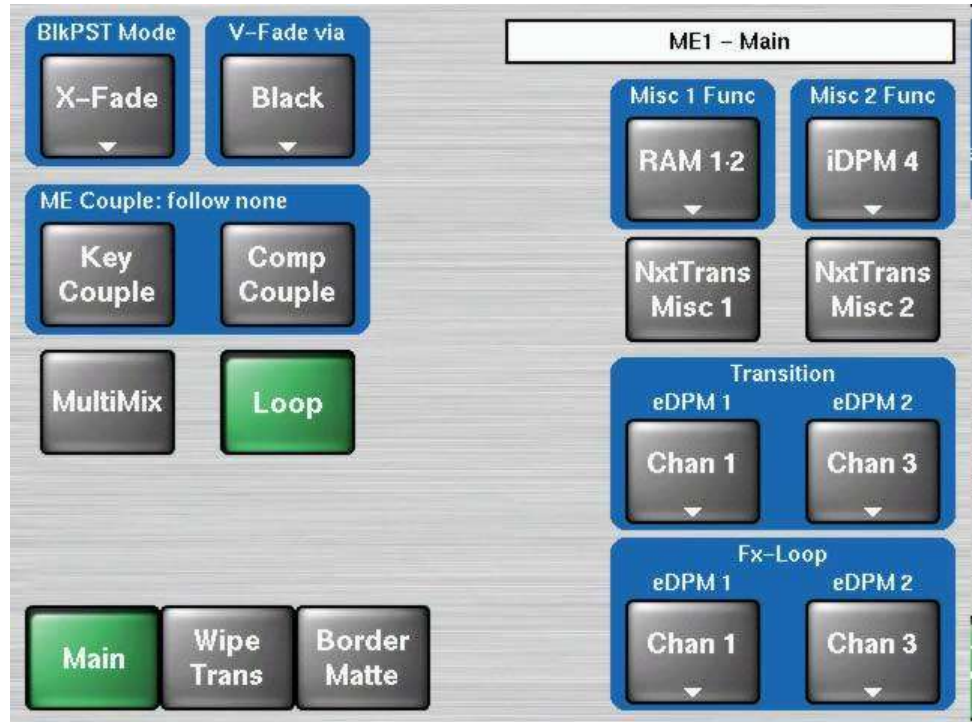 BlkPST Mode
V-Fade via
ME1 - Main
X-Fade
Black
Misc 1 Func
Misc 2 Func
RAM 1·2
iDPM 4
ME Couple: follow none
Key
Couple
Comp
Couple
NxtTrans
Misc 1
NxtTrans
Misc 2
MultiMix
Loop
Transition
eDPM 1
eDPM 2
Chan 1
Chan 3
Fx-Loop
eDPM 1
eDPM 2
Chan 1
Chan 3
Main
Wipe
Trans
Border
Matte